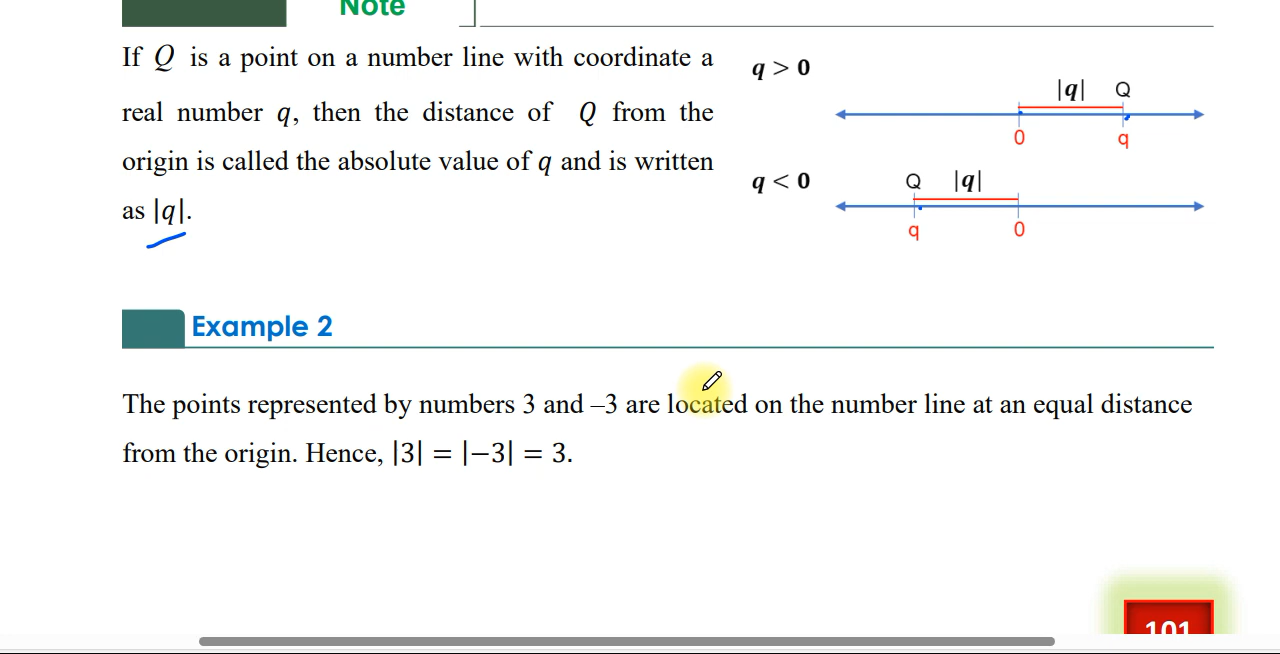 Note
If Q is a point on a number line with coordinate a
real number q, then the distance of Q from the
origin is called the absolute value of q and is written
as |q|.
q > 0
|q| Q
0 q
q < 0
Q |q|
q 0
Example 2
The points represented by numbers 3 and –3 are located on the number line at an equal distance
from the origin. Hence, |3| = |−3| = 3.
101